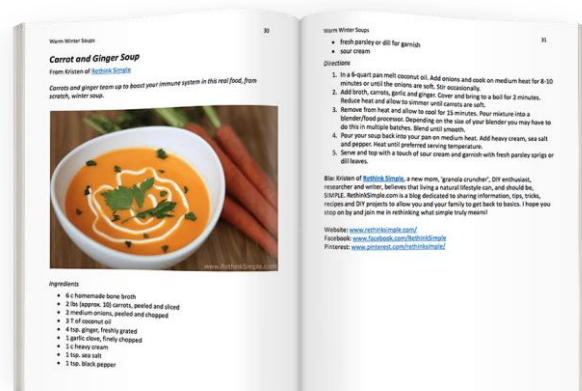 Warm Winter Soups
30
Carrot and Ginger Soup
From Kristen of Rethink Simple
Carrots and ginger team up to boost your immune system in this real food, from
scratch, winter soup.
www.RethinkSimple.com
Ingredients
• 6 c homemade bone broth
• 2 lbs (approx. 10) carrots, peeled and sliced
• 2 medium onions, peeled and chopped
• 3 T of coconut oil
• 4 tsp. ginger, freshly grated
• 1 garlic clove, finely chopped
• 1 c heavy cream
• 1 tsp. sea salt
• 1 tsp. black pepper
Warm Winter Soups
31
• fresh parsley or dill for garnish
• sour cream
Directions
1. In a 6-quart pan melt coconut oil. Add onions and cook on medium heat for 8-10
minutes or until the onions are soft. Stir occasionally.
2. Add broth, carrots, garlic and ginger. Cover and bring to a boil for 2 minutes.
Reduce heat and allow to simmer until carrots are soft.
3. Remove from heat and allow to cool for 15 minutes. Pour mixture into a
blender/food processor. Depending on the size of your blender you may have to
do this in multiple batches. Blend until smooth.
4. Pour your soup back into your pan on medium heat. Add heavy cream, sea salt
and pepper. Heat until preferred serving temperature.
5. Serve and top with a touch of sour cream and garnish with fresh parsley sprigs or
dill leaves.
Bio: Kristen of Rethink Simple, a new mom, 'granola cruncher', DIY enthusiast,
researcher and writer, believes that living a natural lifestyle can, and should be,
SIMPLE. RethinkSimple.com is a blog dedicated to sharing information, tips, tricks,
recipes and DIY projects to allow you and your family to get back to basics. I hope you
stop on by and join me in rethinking what simple truly means!
Website: www.rethinksimple.com/
Facebook: www.facebook.com/RethinkSimple
Pinterest: www.pinterest.com/rethinksimple/